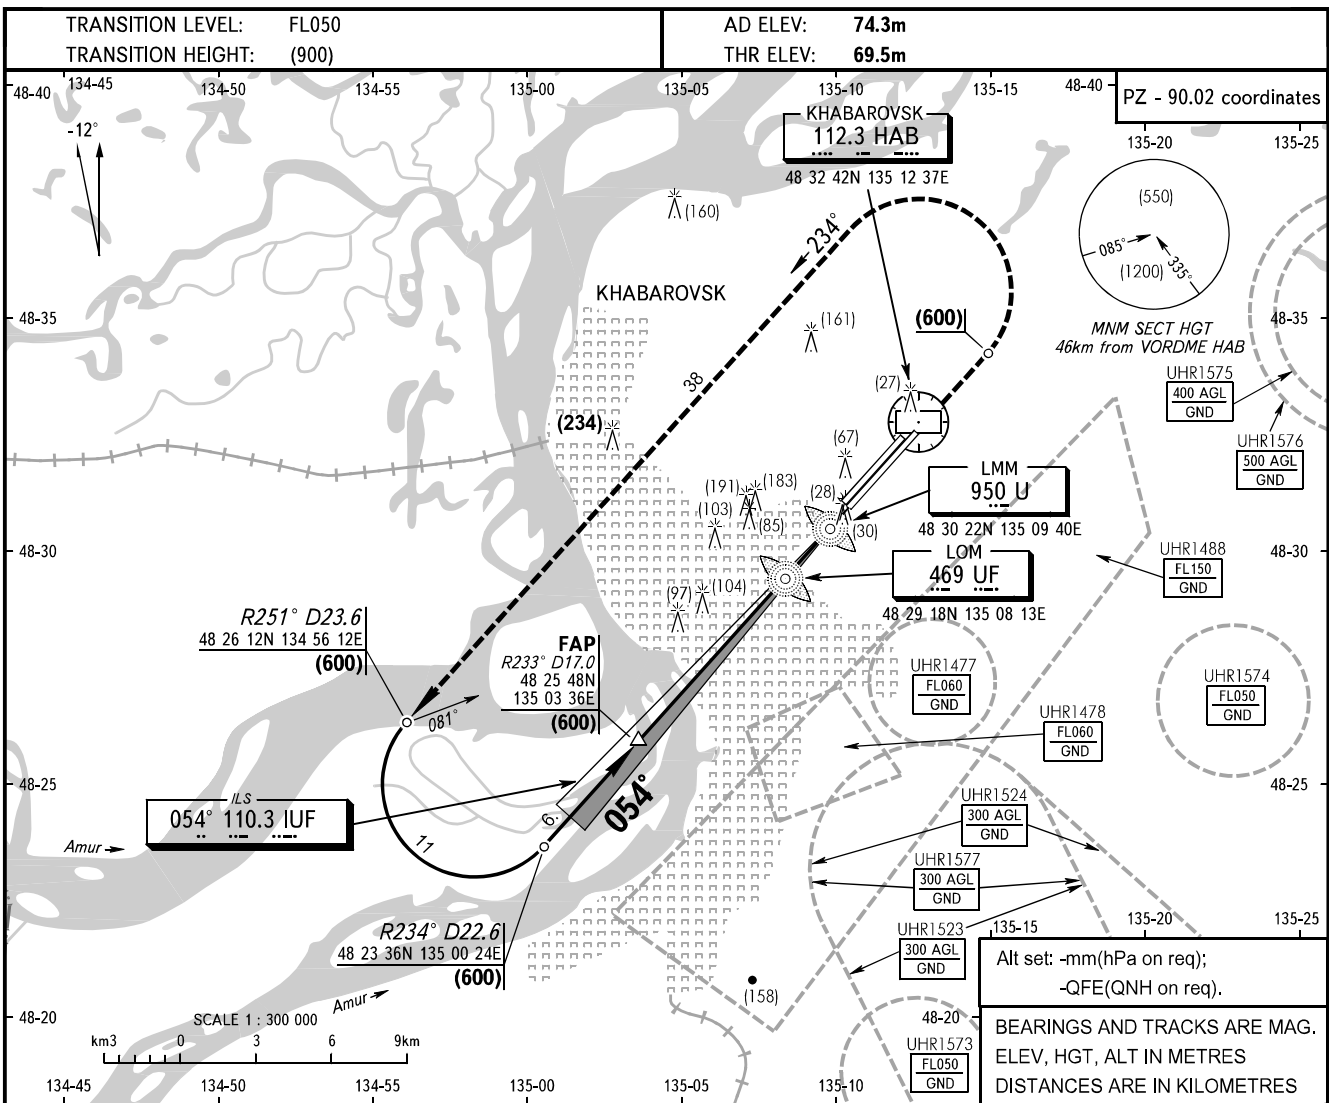 TRANSITION LEVEL: FL050
TRANSITION HEIGHT: (900)
AD ELEV: 74.3m
THR ELEV: 69.5m
48-40
134-45
134-50
134-55
135-00
135-05
135-10
135-15
48-40
PZ - 90.02 coordinates
135-20
135-25
-12°
KHABAROVSK
112.3 HAB
48 32 42N 135 12 37E
(160)
234°
(550)
085°
(1200)
335°
MNM SECT HGT
46km from VORDME HAB
KHABAROVSK
48-35
48-35
(161)
(600)
38
(27)
UHR1575
400 AGL
GND
UHR1576
500 AGL
GND
(234)
(67)
LMM
950 U
48 30 22N 135 09 40E
(191)
(183)
(28)
(103)
(85)
(30)
48-30
48-30
LOM
469 UF
48 29 18N 135 08 13E
UHR1488
FL150
GND
(97)
(104)
R251° D23.6
48 26 12N 134 56 12E
(600)
FAP
R233° D17.0
48 25 48N
135 03 36E
(600)
081°
UHR1477
FL060
GND
UHR1574
FL050
GND
UHR1478
FL060
GND
48-25
48-25
ILS
054° 110.3 IUF
054°
6.
11
Amur
UHR1524
300 AGL
GND
UHR1577
300 AGL
GND
UHR1523
300 AGL
GND
135-15
135-20
135-25
R234° D22.6
48 23 36N 135 00 24E
(600)
Amur
(158)
Alt set: -mm(hPa on req);
-QFE(QNH on req).
48-20
48-20
SCALE 1 : 300 000
km3 0 3 6 9km
UHR1573
FL050
GND
BEARINGS AND TRACKS ARE MAG.
ELEV, HGT, ALT IN METRES
DISTANCES ARE IN KILOMETRES
134-45
134-50
134-55
135-00
135-05
135-10